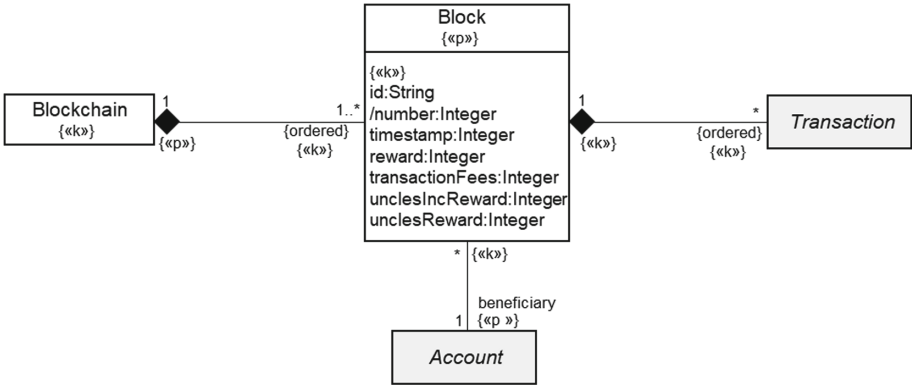 Block
{«p»}
{«k»}
id:String
/number:Integer
timestamp:Integer
reward:Integer
transactionFees:Integer
unclesIncReward:Integer
unclesReward:Integer
Blockchain
{«k»}
1
{«p»}
1..*
{ordered}
{«k»}
1
{«k»}
*
{ordered}
{«k»}
Transaction
* {«k»}
beneficiary
1 {«p »}
Account